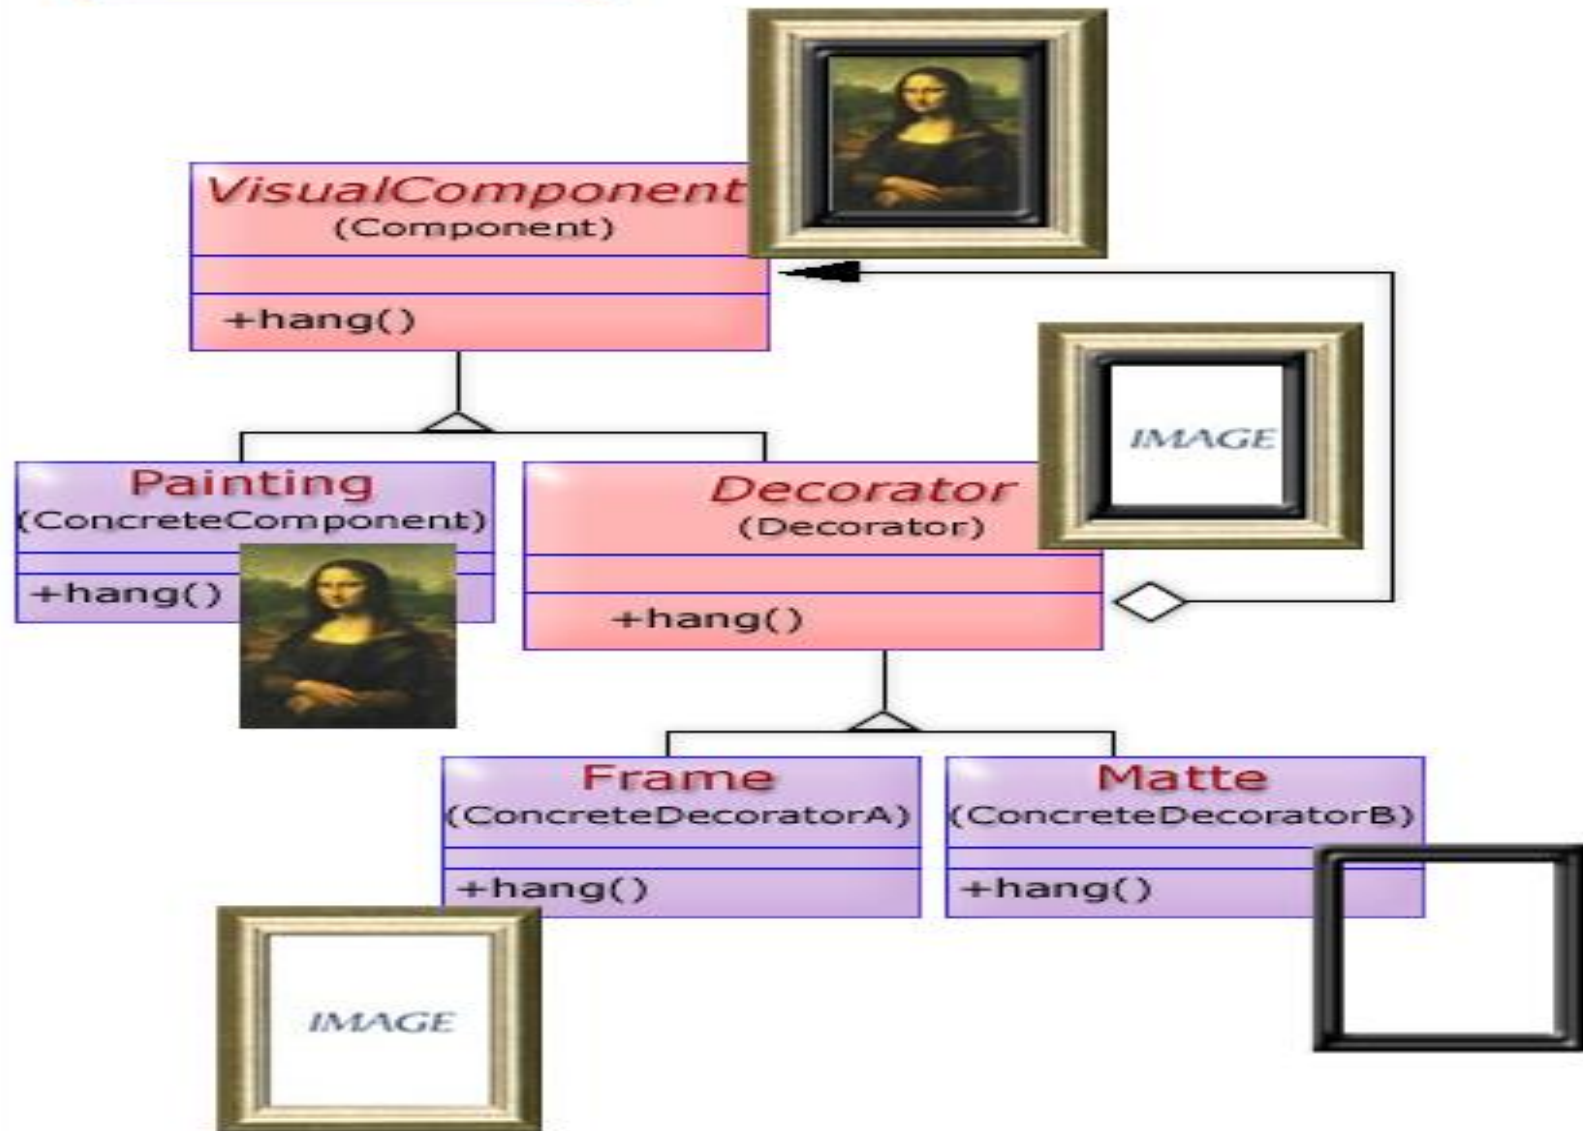 VisualComponent
(Component)
+hang()
IMAGE
Painting
(ConcreteComponent)
+hang()
Decorator
(Decorator)
+hang()
Frame
(ConcreteDecoratorA)
+hang()
Matte
(ConcreteDecoratorB)
+hang()
IMAGE